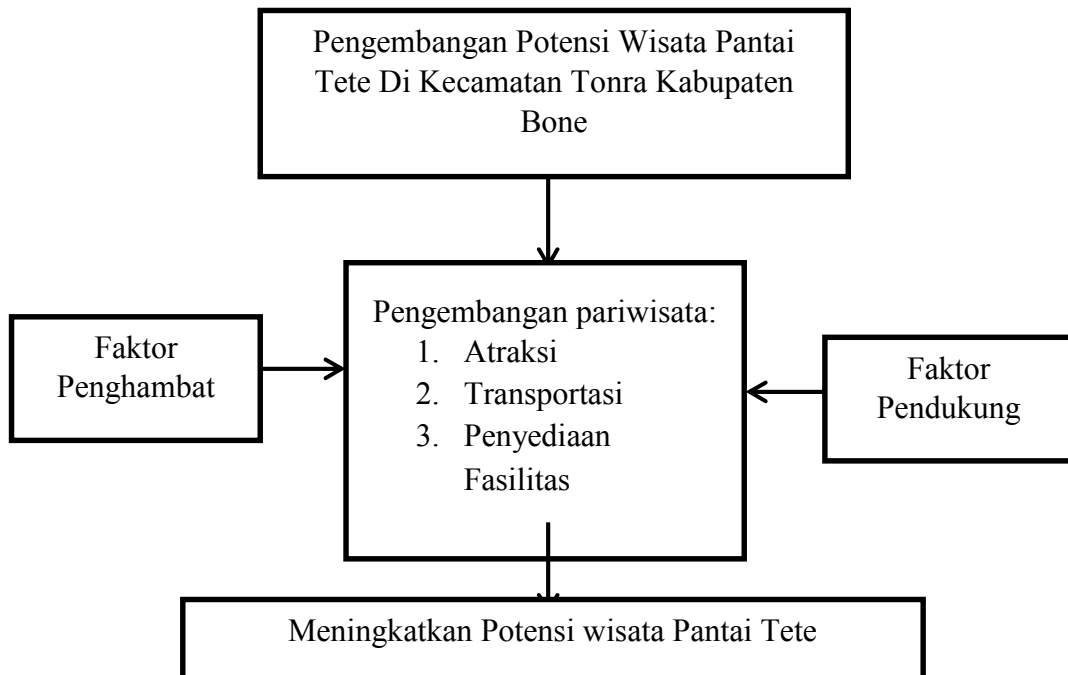 Pengembangan Potensi Wisata Pantai
Tete Di Kecamatan Tonra Kabupaten
Bone
Faktor
Penghambat
Pengembangan pariwisata:
1. Atraksi
2. Transportasi
3. Penyediaan
Fasilitas
Faktor
Pendukung
Meningkatkan Potensi wisata Pantai Tete